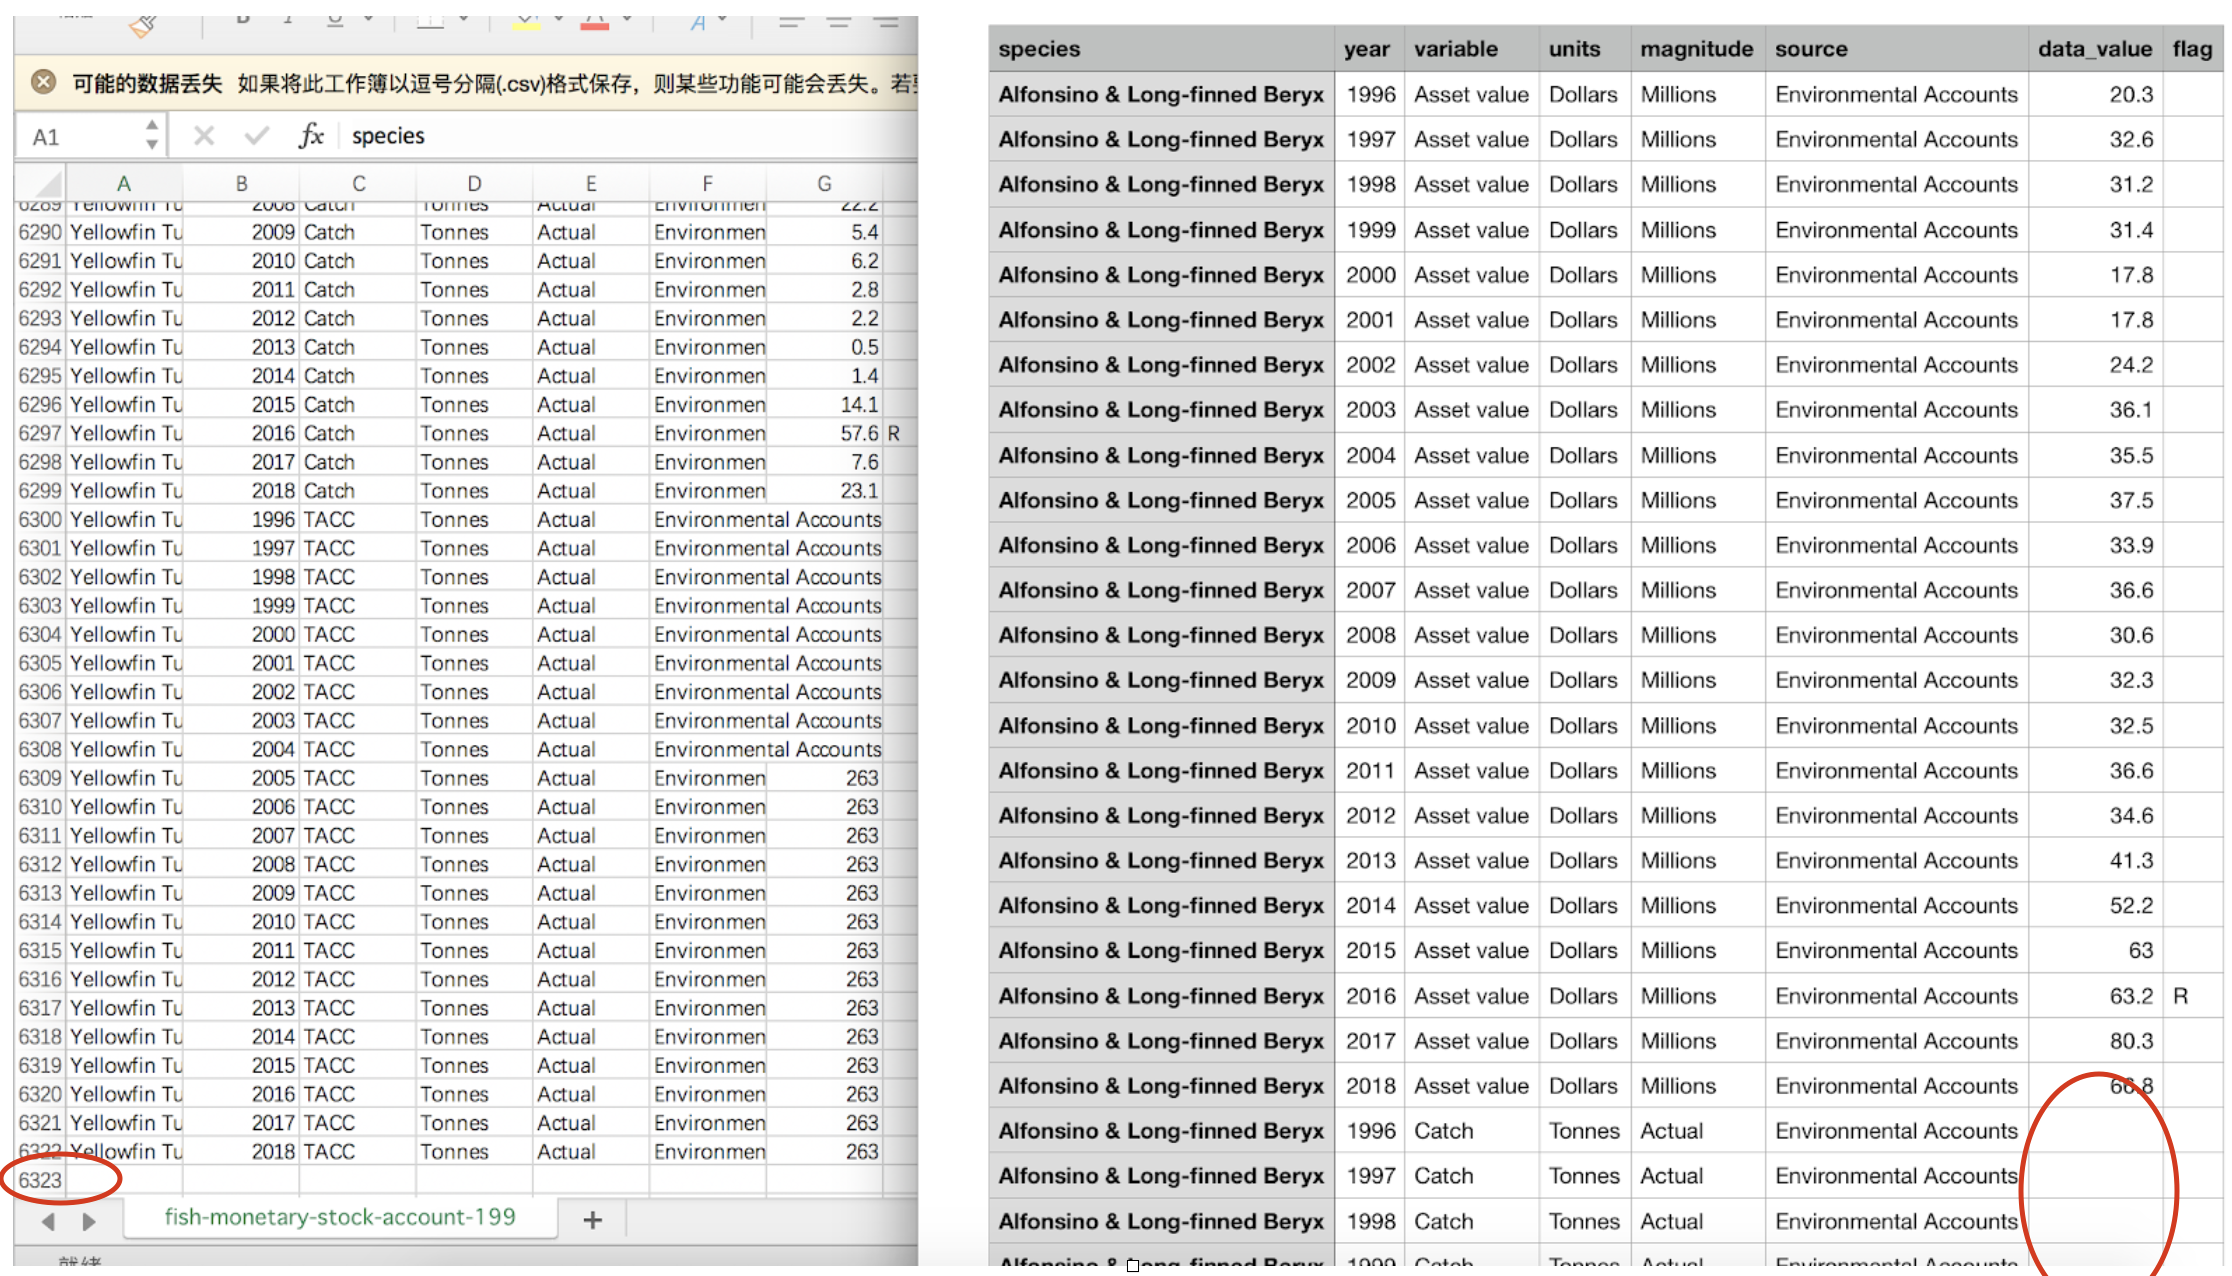 B I U A A
可能的数据丢失 如果将此工作簿以逗号分隔(.csv)格式保存，则某些功能可能会丢失。若要
A1 fx species
A B C D E F G
6289 Yellowfin Tu 2008 Catch Tonnes Actual Environmen 22.2
6290 Yellowfin Tu 2009 Catch Tonnes Actual Environmen 5.4
6291 Yellowfin Tu 2010 Catch Tonnes Actual Environmen 6.2
6292 Yellowfin Tu 2011 Catch Tonnes Actual Environmen 2.8
6293 Yellowfin Tu 2012 Catch Tonnes Actual Environmen 2.2
6294 Yellowfin Tu 2013 Catch Tonnes Actual Environmen 0.5
6295 Yellowfin Tu 2014 Catch Tonnes Actual Environmen 1.4
6296 Yellowfin Tu 2015 Catch Tonnes Actual Environmen 14.1
6297 Yellowfin Tu 2016 Catch Tonnes Actual Environmen 57.6 R
6298 Yellowfin Tu 2017 Catch Tonnes Actual Environmen 7.6
6299 Yellowfin Tu 2018 Catch Tonnes Actual Environmen 23.1
6300 Yellowfin Tu 1996 TACC Tonnes Actual Environmental Accounts
6301 Yellowfin Tu 1997 TACC Tonnes Actual Environmental Accounts
6302 Yellowfin Tu 1998 TACC Tonnes Actual Environmental Accounts
6303 Yellowfin Tu 1999 TACC Tonnes Actual Environmental Accounts
6304 Yellowfin Tu 2000 TACC Tonnes Actual Environmental Accounts
6305 Yellowfin Tu 2001 TACC Tonnes Actual Environmental Accounts
6306 Yellowfin Tu 2002 TACC Tonnes Actual Environmental Accounts
6307 Yellowfin Tu 2003 TACC Tonnes Actual Environmental Accounts
6308 Yellowfin Tu 2004 TACC Tonnes Actual Environmental Accounts
6309 Yellowfin Tu 2005 TACC Tonnes Actual Environmen 263
6310 Yellowfin Tu 2006 TACC Tonnes Actual Environmen 263
6311 Yellowfin Tu 2007 TACC Tonnes Actual Environmen 263
6312 Yellowfin Tu 2008 TACC Tonnes Actual Environmen 263
6313 Yellowfin Tu 2009 TACC Tonnes Actual Environmen 263
6314 Yellowfin Tu 2010 TACC Tonnes Actual Environmen 263
6315 Yellowfin Tu 2011 TACC Tonnes Actual Environmen 263
6316 Yellowfin Tu 2012 TACC Tonnes Actual Environmen 263
6317 Yellowfin Tu 2013 TACC Tonnes Actual Environmen 263
6318 Yellowfin Tu 2014 TACC Tonnes Actual Environmen 263
6319 Yellowfin Tu 2015 TACC Tonnes Actual Environmen 263
6320 Yellowfin Tu 2016 TACC Tonnes Actual Environmen 263
6321 Yellowfin Tu 2017 TACC Tonnes Actual Environmen 263
6322 Yellowfin Tu 2018 TACC Tonnes Actual Environmen 263
6323
fish-monetary-stock-account-199 +
就绪
species year variable units magnitude source data_value flag
Alfonsino & Long-finned Beryx 1996 Asset value Dollars Millions Environmental Accounts 20.3
Alfonsino & Long-finned Beryx 1997 Asset value Dollars Millions Environmental Accounts 32.6
Alfonsino & Long-finned Beryx 1998 Asset value Dollars Millions Environmental Accounts 31.2
Alfonsino & Long-finned Beryx 1999 Asset value Dollars Millions Environmental Accounts 31.4
Alfonsino & Long-finned Beryx 2000 Asset value Dollars Millions Environmental Accounts 17.8
Alfonsino & Long-finned Beryx 2001 Asset value Dollars Millions Environmental Accounts 17.8
Alfonsino & Long-finned Beryx 2002 Asset value Dollars Millions Environmental Accounts 24.2
Alfonsino & Long-finned Beryx 2003 Asset value Dollars Millions Environmental Accounts 36.1
Alfonsino & Long-finned Beryx 2004 Asset value Dollars Millions Environmental Accounts 35.5
Alfonsino & Long-finned Beryx 2005 Asset value Dollars Millions Environmental Accounts 37.5
Alfonsino & Long-finned Beryx 2006 Asset value Dollars Millions Environmental Accounts 33.9
Alfonsino & Long-finned Beryx 2007 Asset value Dollars Millions Environmental Accounts 36.6
Alfonsino & Long-finned Beryx 2008 Asset value Dollars Millions Environmental Accounts 30.6
Alfonsino & Long-finned Beryx 2009 Asset value Dollars Millions Environmental Accounts 32.3
Alfonsino & Long-finned Beryx 2010 Asset value Dollars Millions Environmental Accounts 32.5
Alfonsino & Long-finned Beryx 2011 Asset value Dollars Millions Environmental Accounts 36.6
Alfonsino & Long-finned Beryx 2012 Asset value Dollars Millions Environmental Accounts 34.6
Alfonsino & Long-finned Beryx 2013 Asset value Dollars Millions Environmental Accounts 41.3
Alfonsino & Long-finned Beryx 2014 Asset value Dollars Millions Environmental Accounts 52.2
Alfonsino & Long-finned Beryx 2015 Asset value Dollars Millions Environmental Accounts 63
Alfonsino & Long-finned Beryx 2016 Asset value Dollars Millions Environmental Accounts 63.2 R
Alfonsino & Long-finned Beryx 2017 Asset value Dollars Millions Environmental Accounts 80.3
Alfonsino & Long-finned Beryx 2018 Asset value Dollars Millions Environmental Accounts 66.8
Alfonsino & Long-finned Beryx 1996 Catch Tonnes Actual Environmental Accounts
Alfonsino & Long-finned Beryx 1997 Catch Tonnes Actual Environmental Accounts
Alfonsino & Long-finned Beryx 1998 Catch Tonnes Actual Environmental Accounts
Alfonsino & Long-finned Beryx 1999 Catch Tonnes Actual Environmental Accounts